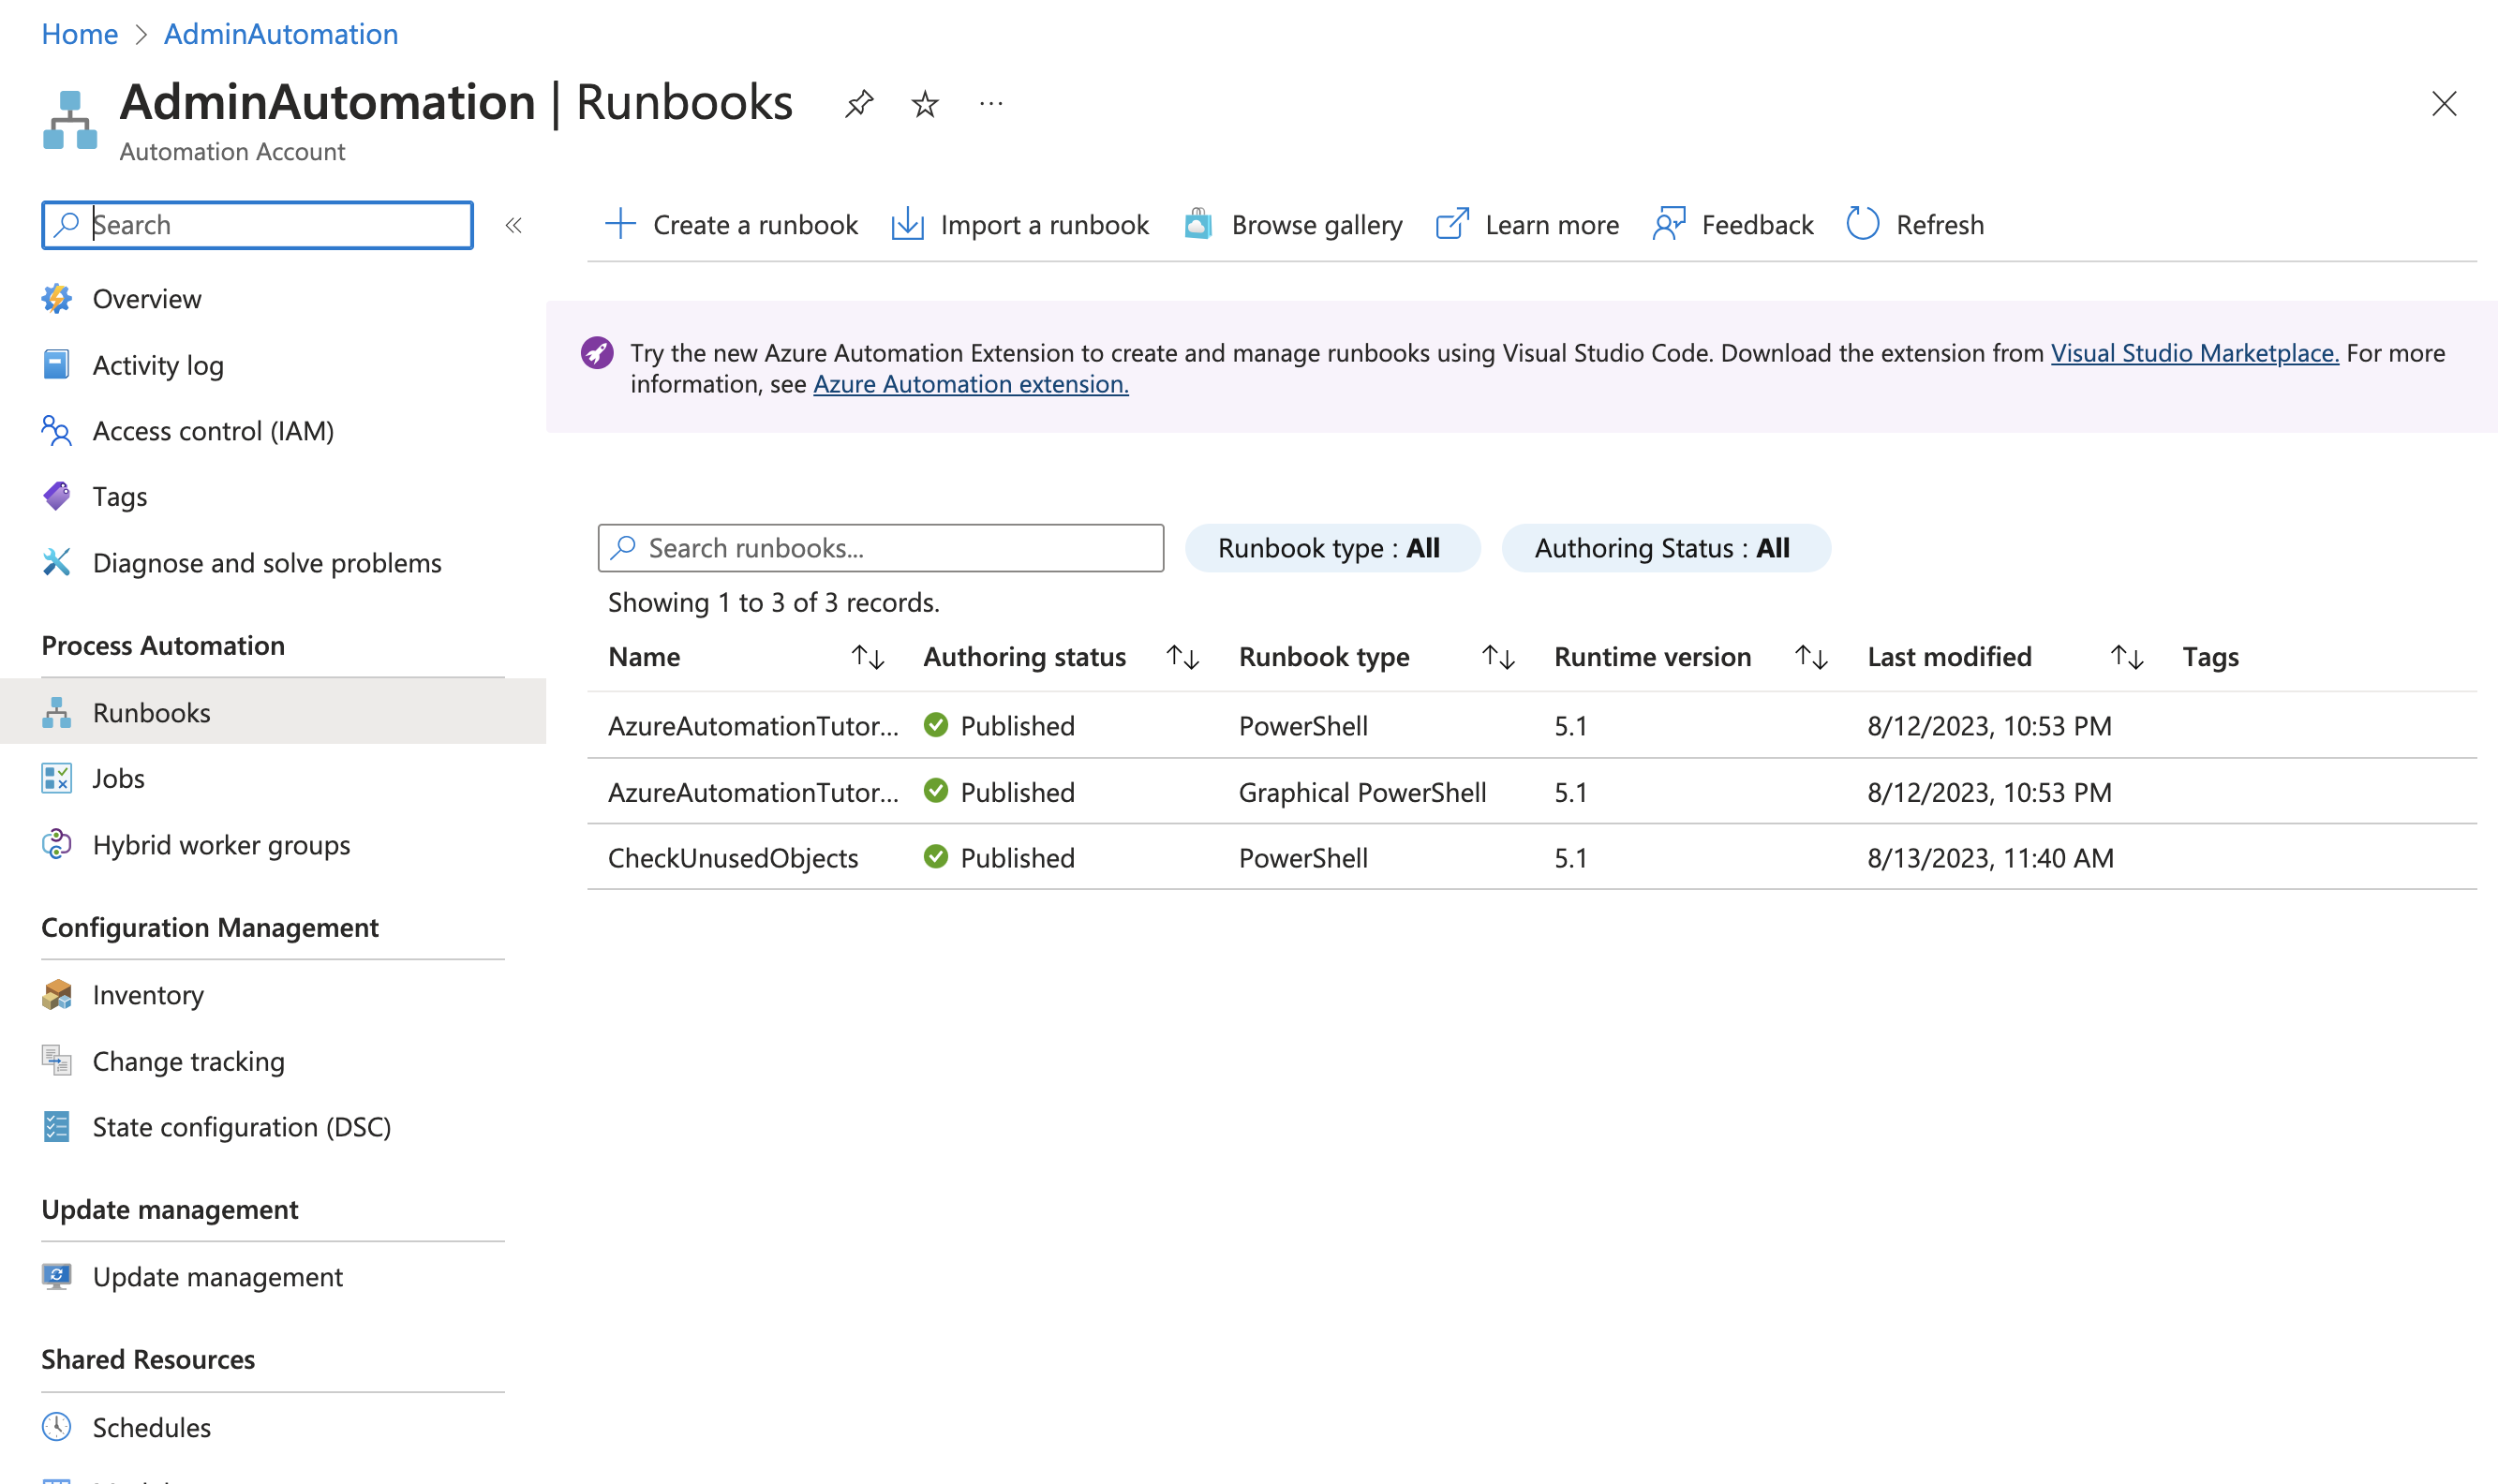 Home > AdminAutomation
AdminAutomation | Runbooks ...
Automation Account
Search
«
Create a runbook
Import a runbook
Browse gallery
Learn more
Feedback
Refresh
Overview
Activity log
Access control (IAM)
Tags
Diagnose and solve problems
Process Automation
Runbooks
Jobs
Hybrid worker groups
Configuration Management
Inventory
Change tracking
State configuration (DSC)
Update management
Update management
Shared Resources
Schedules
Try the new Azure Automation Extension to create and manage runbooks using Visual Studio Code. Download the extension from Visual Studio Marketplace. For more
information, see Azure Automation extension.
Search runbooks...
Runbook type : All
Authoring Status : All
Showing 1 to 3 of 3 records.
Name Authoring status Runbook type Runtime version Last modified Tags
AzureAutomationTutor... Published PowerShell 5.1 8/12/2023, 10:53 PM
AzureAutomationTutor... Published Graphical PowerShell 5.1 8/12/2023, 10:53 PM
CheckUnusedObjects Published PowerShell 5.1 8/13/2023, 11:40 AM